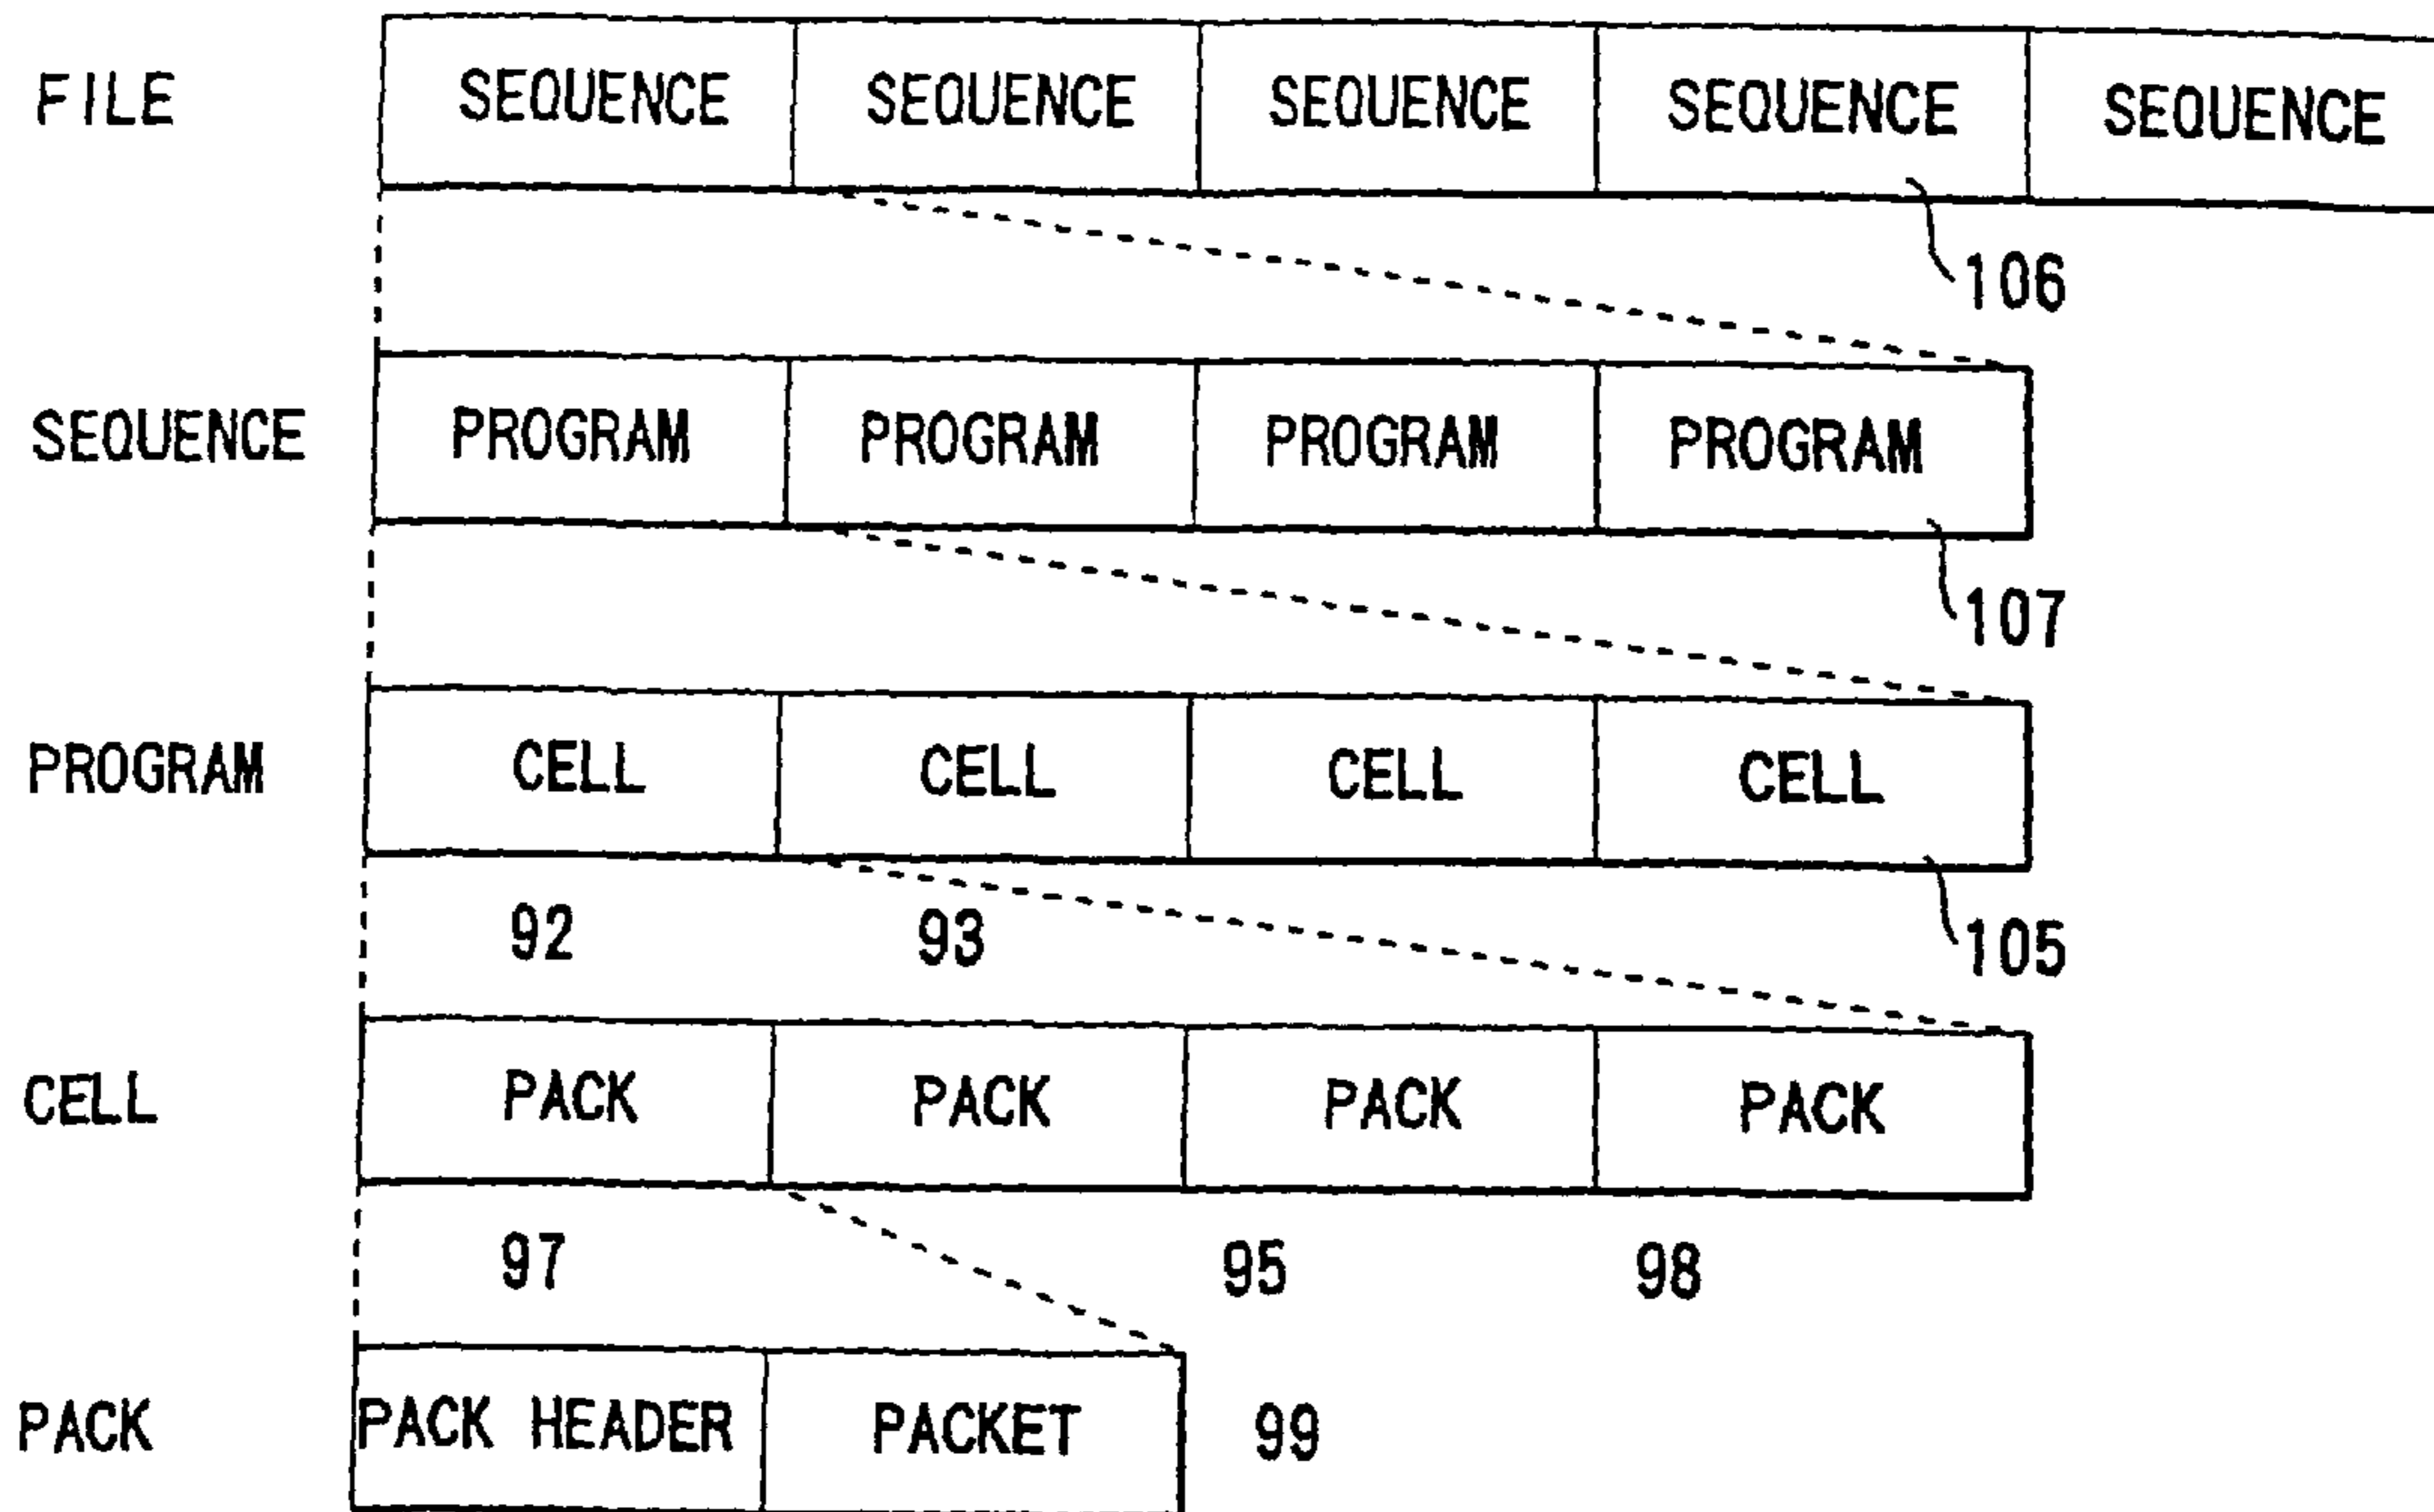 FILE SEQUENCE SEQUENCE SEQUENCE SEQUENCE SEQUENCE
106
SEQUENCE PROGRAM PROGRAM PROGRAM PROGRAM
107
PROGRAM CELL CELL CELL CELL
92 93 105
CELL PACK PACK PACK PACK
97 95 98
PACK PACK HEADER PACKET 99